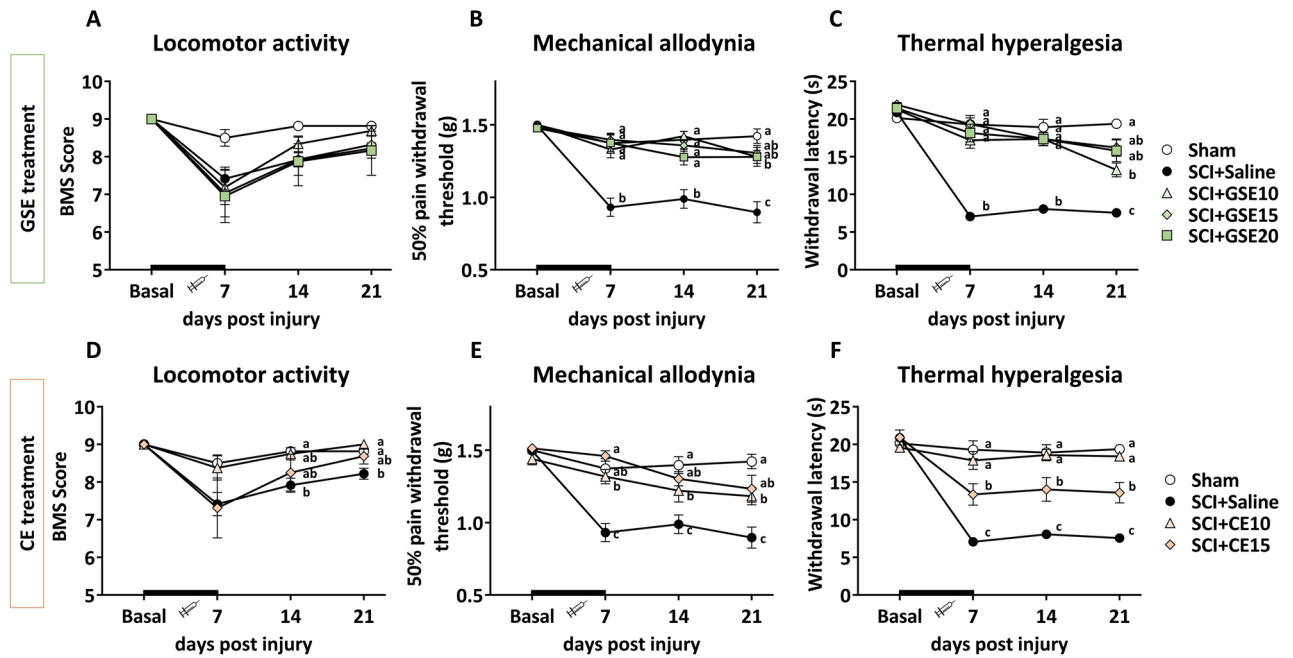 A
Locomotor activity
GSE treatment
BMS Score
10
9
8
7
6
5
Basal
7
14
21
days post injury
B
Mechanical allodynia
50% pain withdrawal
threshold (g)
1.5
1.0
0.5
a
a
a
a
b
a
a
a
a
b
a
ab
ab
b
c
Basal
7
14
21
days post injury
C
Thermal hyperalgesia
Withdrawal latency (s)
25
20
15
10
5
0
a
a
a
a
b
a
a
a
a
b
a
ab
ab
b
c
Basal
7
14
21
days post injury
Sham
SCI+Saline
SCI+GSE10
SCI+GSE15
SCI+GSE20
D
Locomotor activity
CE treatment
BMS Score
10
9
8
7
6
5
a
ab
ab
b
a
a
ab
b
Basal
7
14
21
days post injury
E
Mechanical allodynia
50% pain withdrawal
threshold (g)
1.5
1.0
0.5
a
ab
b
c
a
ab
b
c
a
ab
b
c
Basal
7
14
21
days post injury
F
Thermal hyperalgesia
Withdrawal latency (s)
25
20
15
10
5
0
a
a
b
c
a
a
b
c
a
a
b
c
Basal
7
14
21
days post injury
Sham
SCI+Saline
SCI+CE10
SCI+CE15